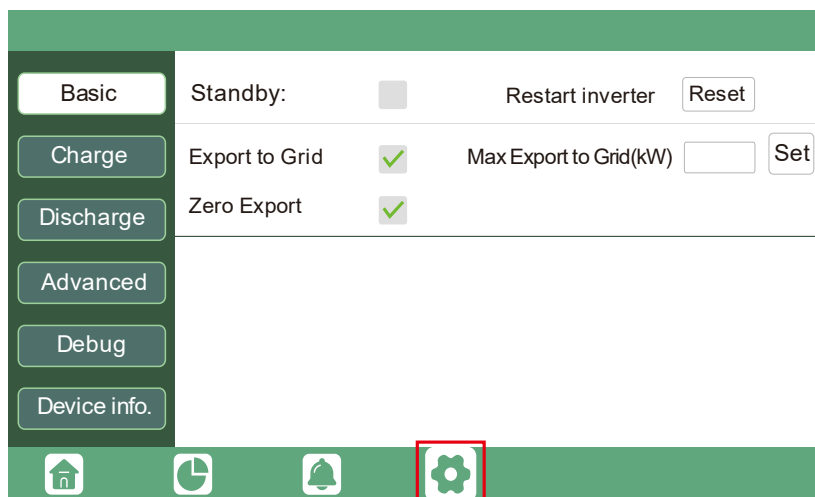 Basic
Standby:
Restart inverter
Reset
Charge
Export to Grid
Max Export to Grid(kW)
Set
Discharge
Zero Export
Advanced
Debug
Device info.